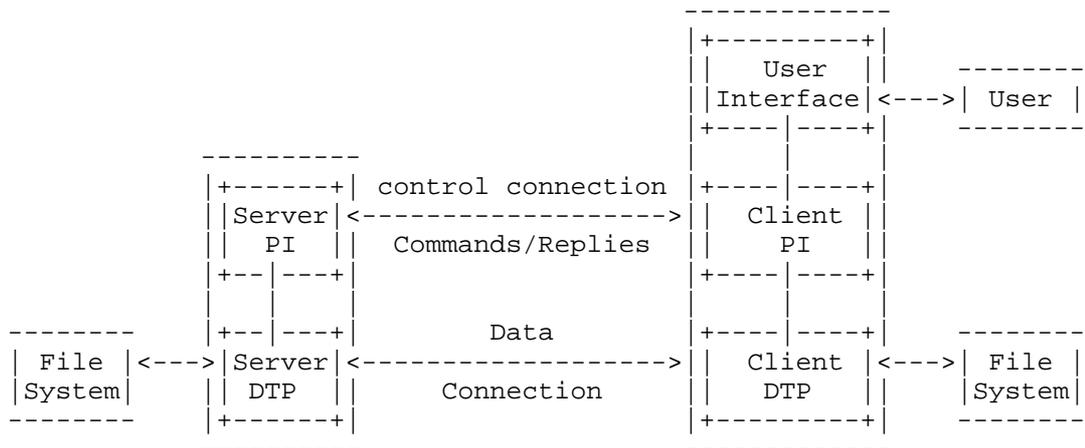 User
Interface
User
control connection
Server
PI
Client
PI
Commands/Replies
Data
File
System
Server
DTP
Client
DTP
File
System
Connection